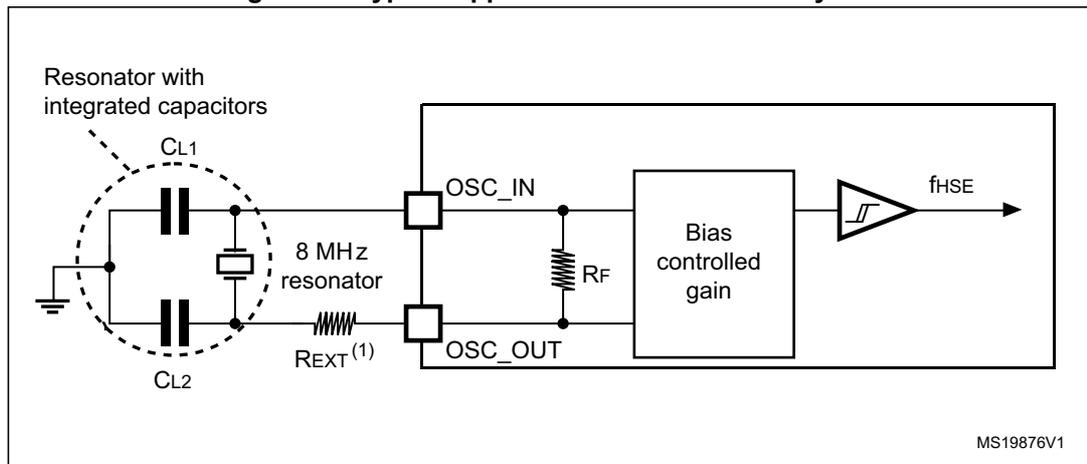 Resonator with
integrated capacitors
CL1
OSC_IN
fHSE
8 MHz
resonator
RF
Bias
controlled
gain
REXT(1)
OSC_OUT
CL2
MS19876V1